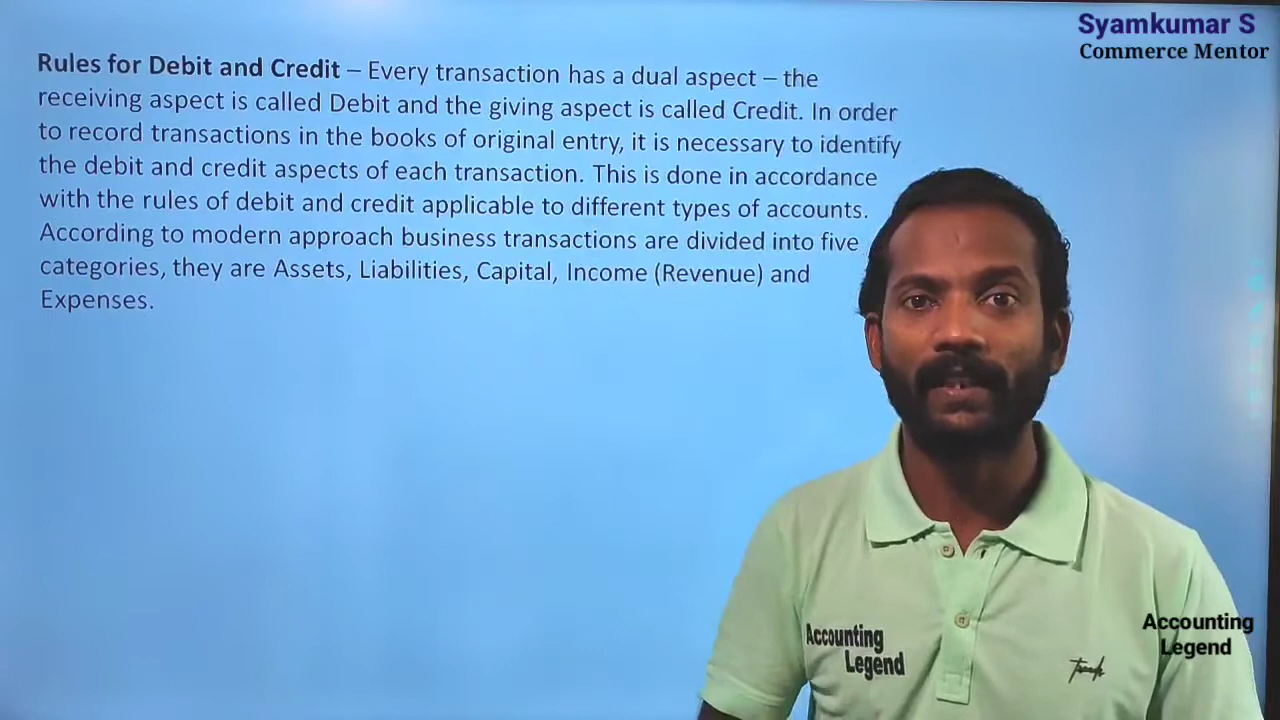 Syamkumar S
Commerce Mentor
Rules for Debit and Credit – Every transaction has a dual aspect – the
receiving aspect is called Debit and the giving aspect is called Credit. In order
to record transactions in the books of original entry, it is necessary to identify
the debit and credit aspects of each transaction. This is done in accordance
with the rules of debit and credit applicable to different types of accounts.
According to modern approach business transactions are divided into five
categories, they are Assets, Liabilities, Capital, Income (Revenue) and
Expenses.
Accounting
Legend
Accounting
Legend